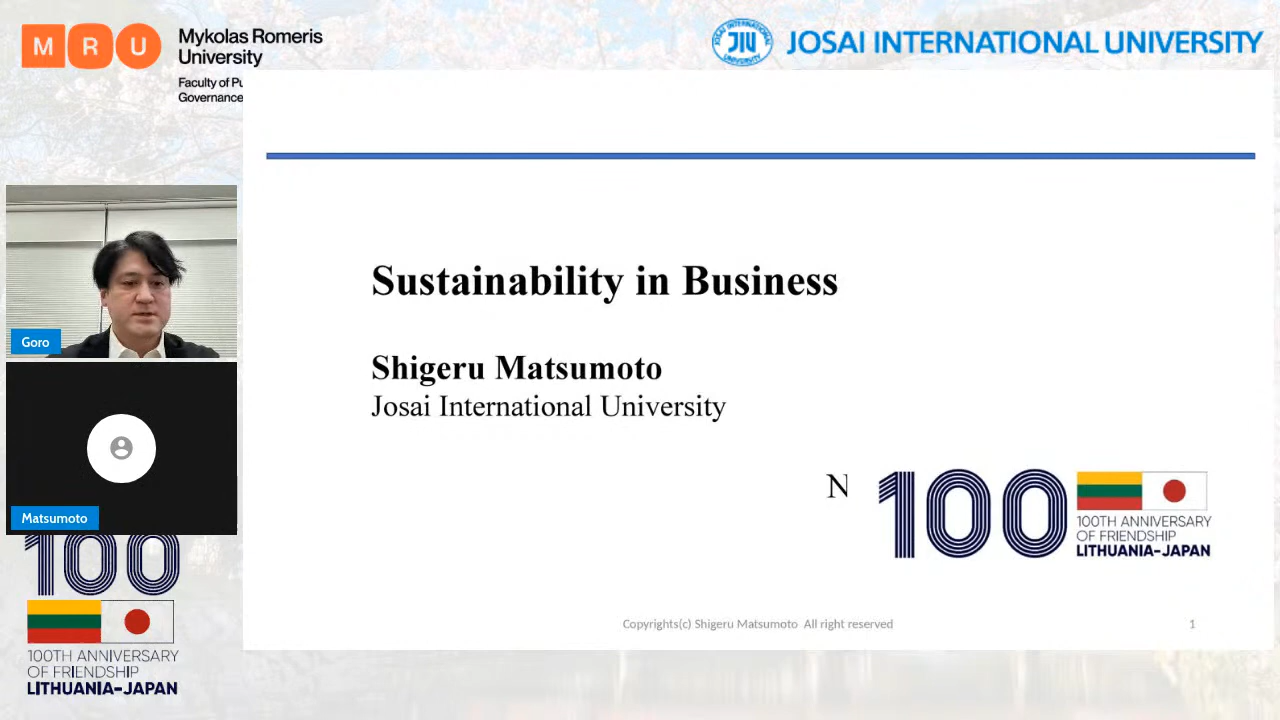 M R U
Mykolas Romeris
University
Faculty of Pu
Governance
JIU
JOSAI INTERNATIONAL UNIVERSITY
Sustainability in Business
Shigeru Matsumoto
Josai International University
Goro
Matsumoto
N
100
100TH ANNIVERSARY
OF FRIENDSHIP
LITHUANIA–JAPAN
100
100TH ANNIVERSARY
OF FRIENDSHIP
LITHUANIA–JAPAN
Copyrights(c) Shigeru Matsumoto All right reserved
1